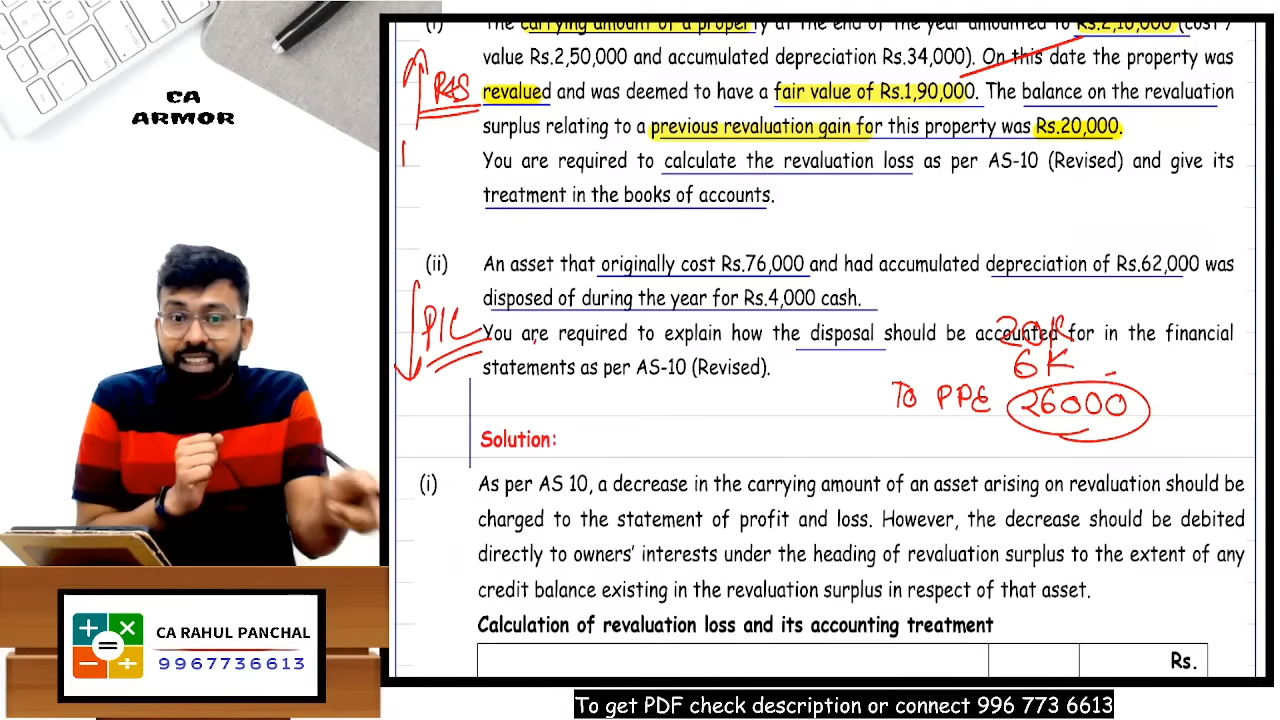 CA
ARMOR
(i) The carrying amount of a property at the end of the year amounted to Rs.2,16,000 (cost /
value Rs.2,50,000 and accumulated depreciation Rs.34,000). On this date the property was
revalued and was deemed to have a fair value of Rs.1,90,000. The balance on the revaluation
surplus relating to a previous revaluation gain for this property was Rs.20,000.
You are required to calculate the revaluation loss as per AS-10 (Revised) and give its
treatment in the books of accounts.
(ii) An asset that originally cost Rs.76,000 and had accumulated depreciation of Rs.62,000 was
disposed of during the year for Rs.4,000 cash.
You are required to explain how the disposal should be accounted for in the financial
statements as per AS-10 (Revised).
P/L
20K
6K
To PPE 26000
Solution:
(i) As per AS 10, a decrease in the carrying amount of an asset arising on revaluation should be
charged to the statement of profit and loss. However, the decrease should be debited
directly to owners' interests under the heading of revaluation surplus to the extent of any
credit balance existing in the revaluation surplus in respect of that asset.
Calculation of revaluation loss and its accounting treatment
Rs.
CA RAHUL PANCHAL
9967736613
To get PDF check description or connect 996 773 6613